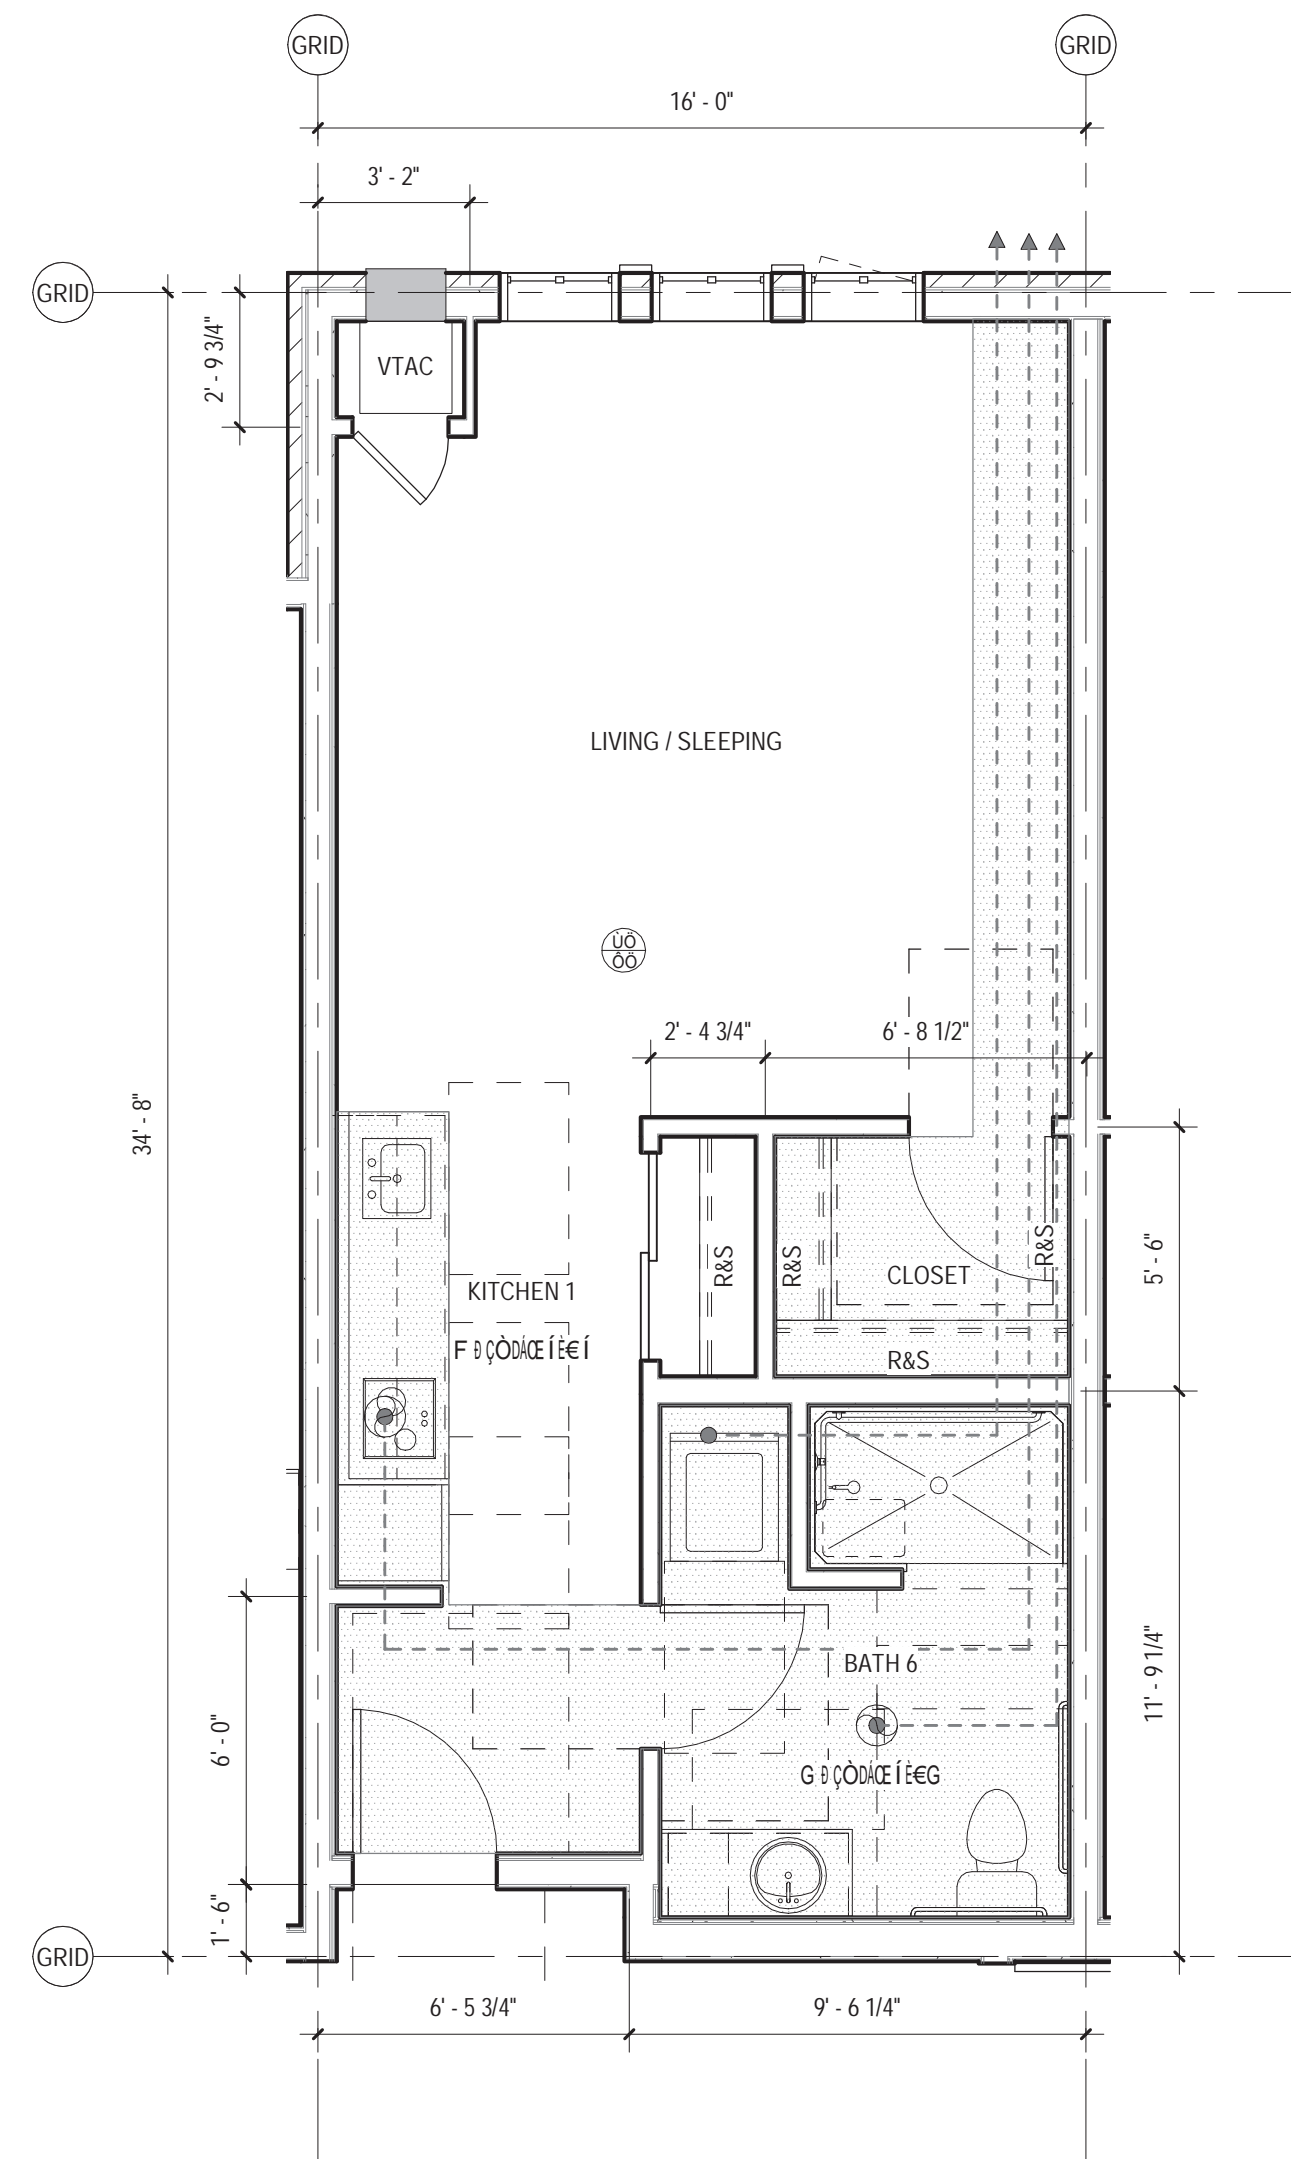 GRID
GRID
16' - 0"
3' - 2"
GRID
2' - 9 3/4"
VTAC
LIVING / SLEEPING
ÙÖ
ÔÖ
2' - 4 3/4"
6' - 8 1/2"
34' - 8"
R&S
R&S
R&S
CLOSET
5' - 6"
KITCHEN 1
R&S
BATH 6
11' - 9 1/4"
6' - 0"
1' - 6"
GRID
6' - 5 3/4"
9' - 6 1/4"